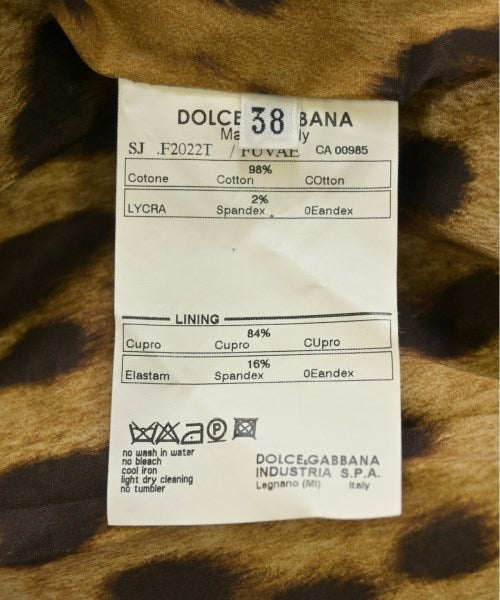 DOLCE BABANA
38
Ma ly
SJ .F2022T / FUVAE CA 00985
98%
Cotone Cotton COtton
2%
LYCRA Spandex 0Eandex
LINING
84%
Cupro Cupro CUpro
16%
Elastam Spandex 0Eandex
P
no wash in water
no bleach
cool iron
light dry cleaning
no tumbler
DOLCE&GABBANA
INDUSTRIA S.P.A.
Legnano (MI) Italy